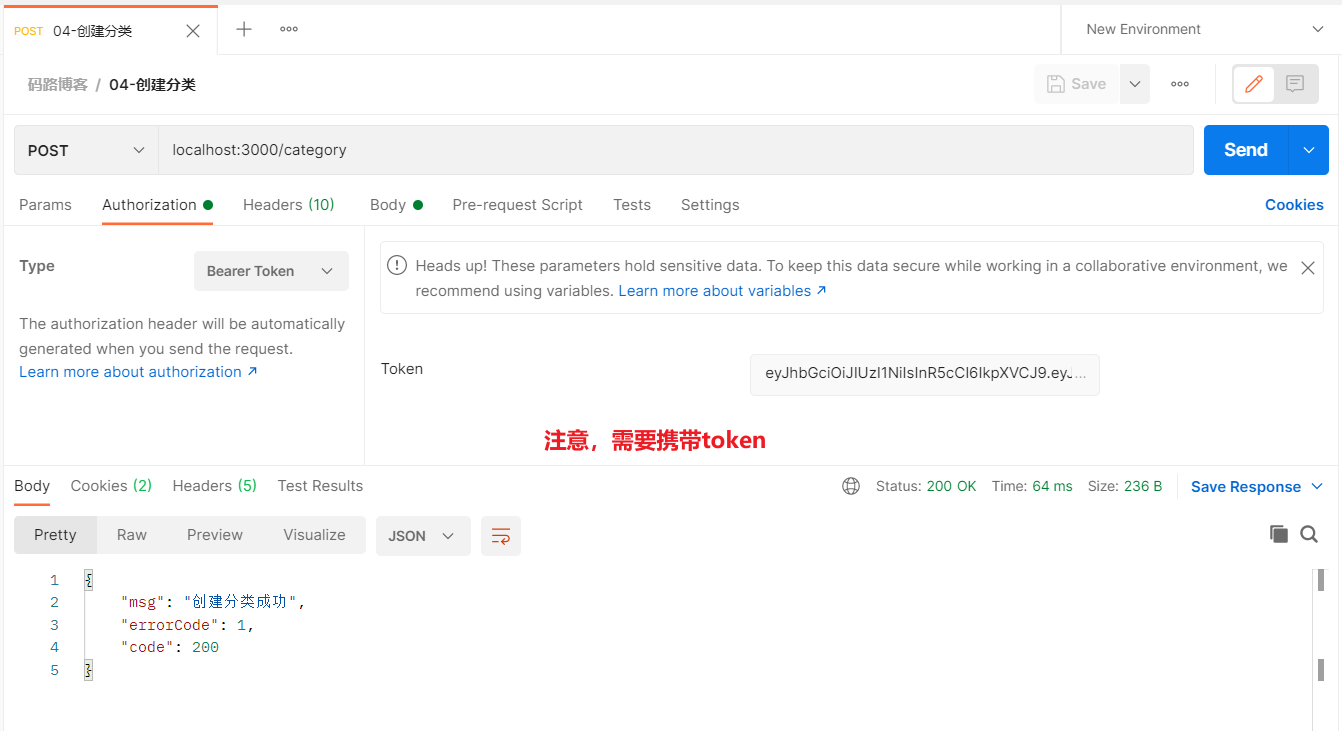 POST 04-创建分类
New Environment
码路博客 / 04-创建分类
Save
POST localhost:3000/category
Send
Params Authorization Headers (10) Body Pre-request Script Tests Settings Cookies
Type Bearer Token
Heads up! These parameters hold sensitive data. To keep this data secure while working in a collaborative environment, we
recommend using variables. Learn more about variables ↗
The authorization header will be automatically
generated when you send the request.
Learn more about authorization ↗
Token eyJhbGciOiJIUzI1NiIsInR5cCI6IkpXVCJ9.eyJ...
注意，需要携带token
Body Cookies (2) Headers (5) Test Results Status: 200 OK Time: 64 ms Size: 236 B Save Response
Pretty Raw Preview Visualize JSON
1 {
2 "msg": "创建分类成功",
3 "errorCode": 1,
4 "code": 200
5 }